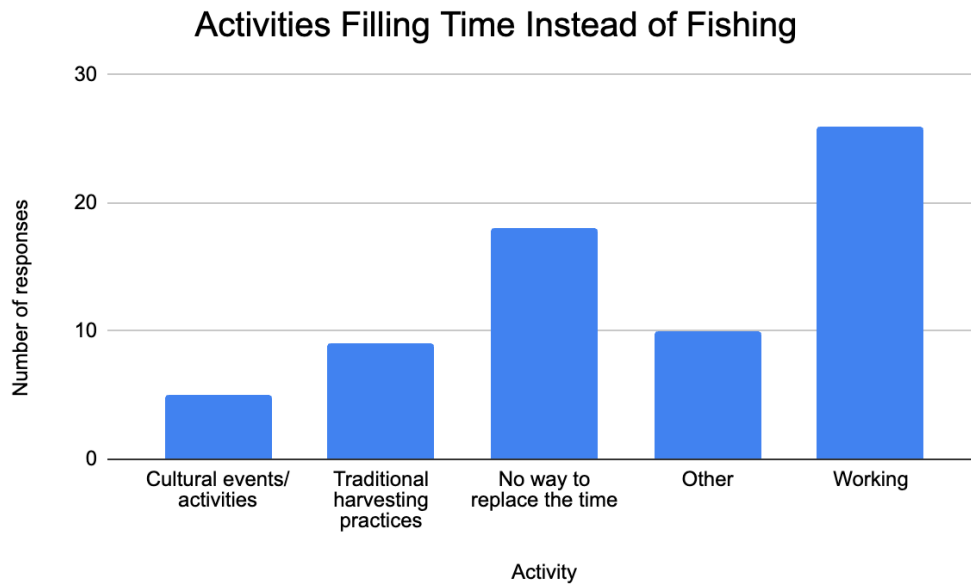 Activities Filling Time Instead of Fishing
30
20
10
0
Number of responses
Cultural events/
activities
Traditional
harvesting
practices
No way to
replace the time
Other
Working
Activity